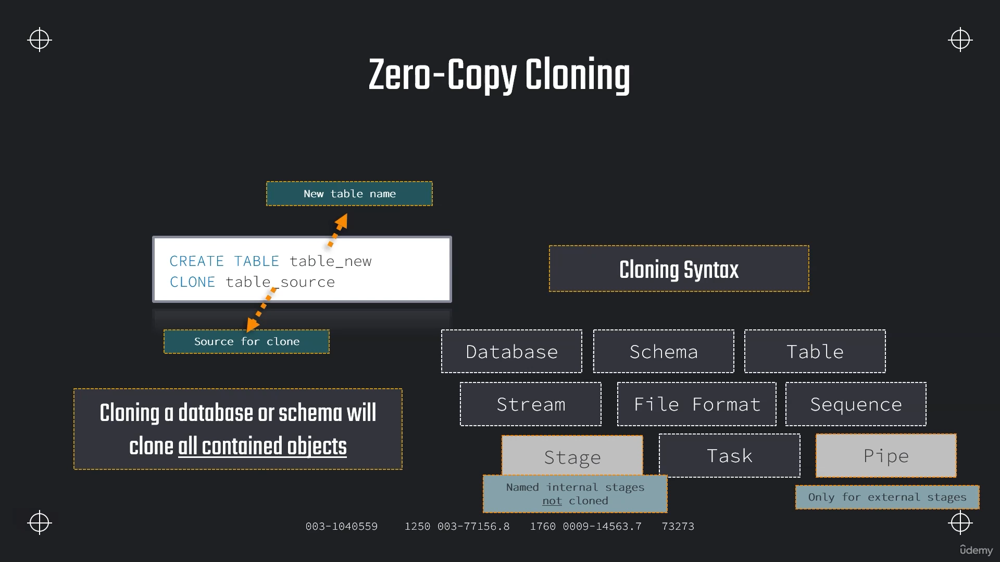 Zero-Copy Cloning
New table name
CREATE TABLE table_new
CLONE table_source
Source for clone
Cloning a database or schema will
clone all contained objects
Cloning Syntax
Database
Schema
Table
Stream
File Format
Sequence
Stage
Task
Pipe
Named internal stages
not cloned
Only for external stages
003-1040559 1250 003-77156.8 1760 0009-14563.7 73273
ûdemy